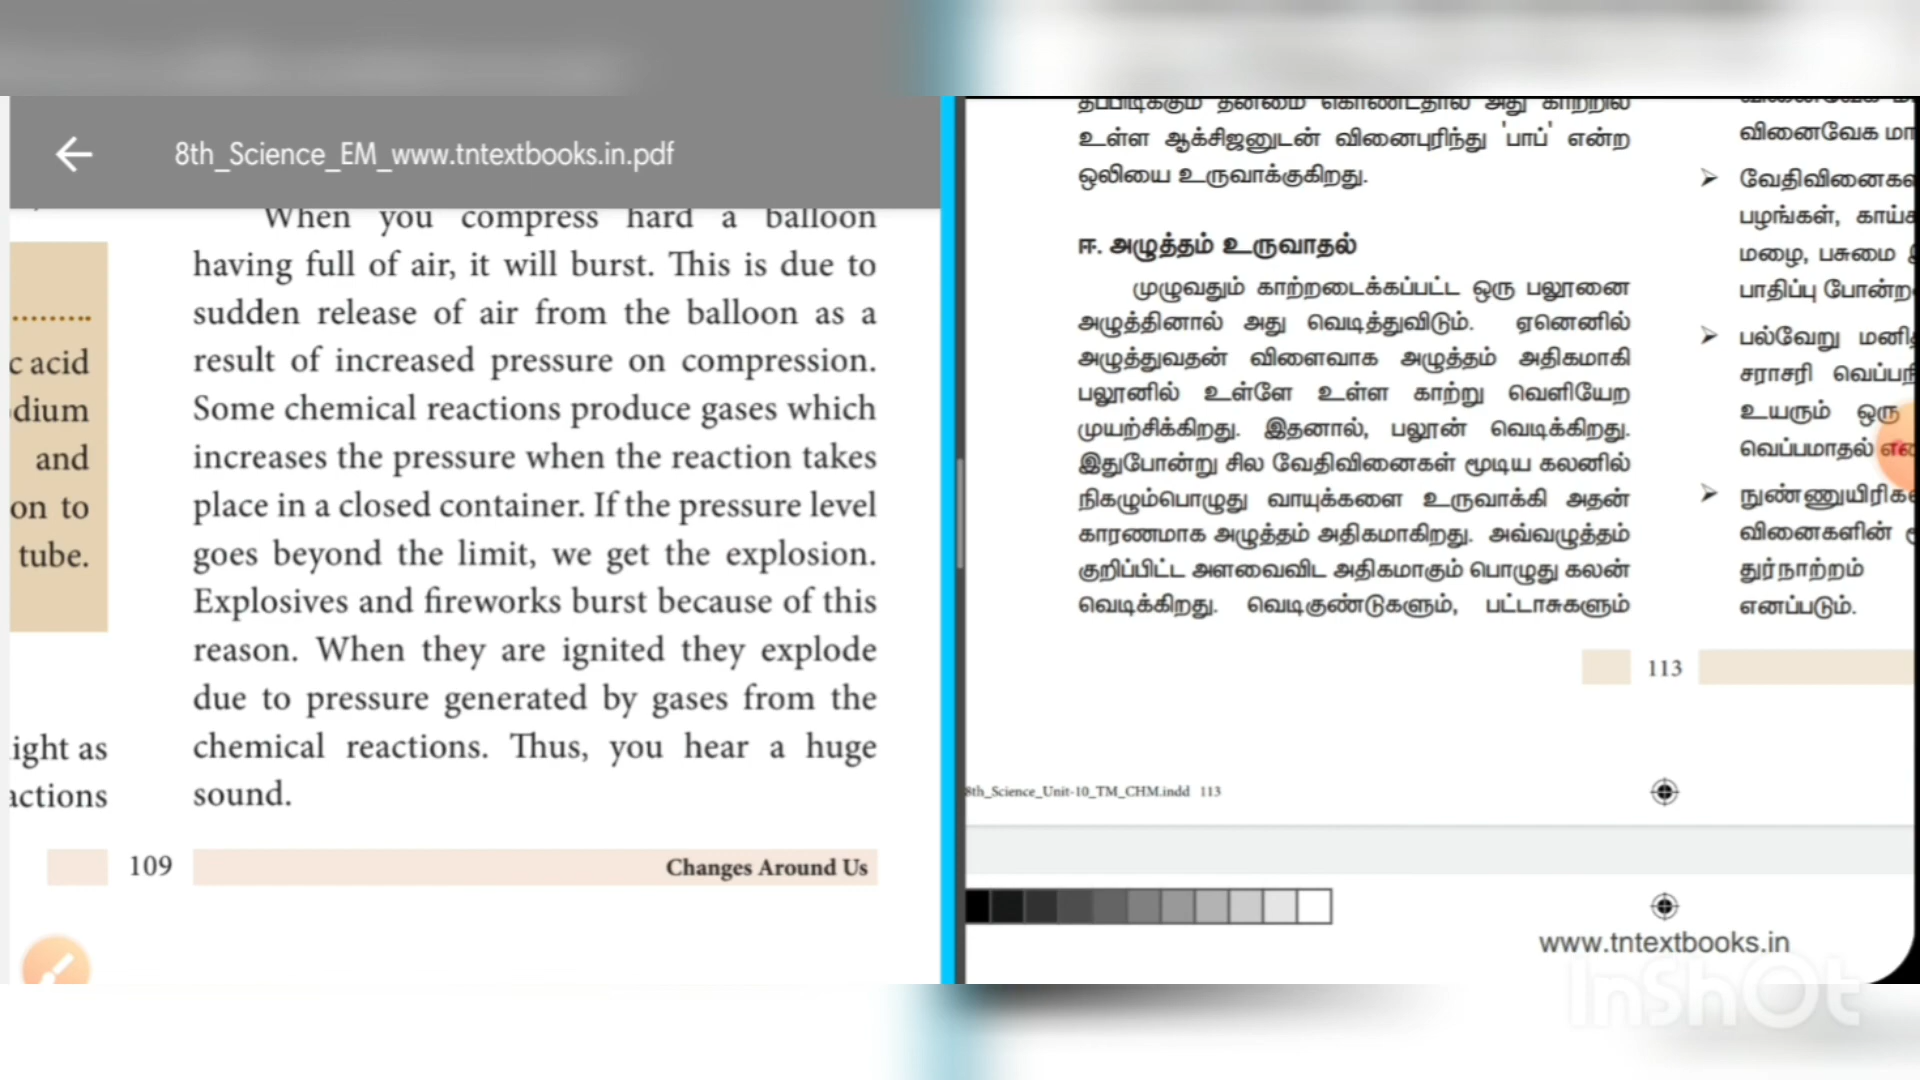 8th_Science_EM_www.tntextbooks.in.pdf
When you compress hard a balloon
having full of air, it will burst. This is due to
sudden release of air from the balloon as a
result of increased pressure on compression.
Some chemical reactions produce gases which
increases the pressure when the reaction takes
place in a closed container. If the pressure level
goes beyond the limit, we get the explosion.
Explosives and fireworks burst because of this
reason. When they are ignited they explode
due to pressure generated by gases from the
chemical reactions. Thus, you hear a huge
sound.
..........
c acid
dium
and
on to
tube.
ight as
actions
109
Changes Around Us
தப்பிடிக்கும் தன்மை கொண்டதால் அது காற்றில்
உள்ள ஆக்சிஜனுடன் வினைபுரிந்து 'பாப்' என்ற
ஒலியை உருவாக்குகிறது.
ஈ. அழுத்தம் உருவாதல்
முழுவதும் காற்றடைக்கப்பட்ட ஒரு பலூனை
அழுத்தினால் அது வெடித்துவிடும். ஏனெனில்
அழுத்துவதன் விளைவாக அழுத்தம் அதிகமாகி
பலூனில் உள்ளே உள்ள காற்று வெளியேற
முயற்சிக்கிறது. இதனால், பலூன் வெடிக்கிறது.
இதுபோன்று சில வேதிவினைகள் மூடிய கலனில்
நிகழும்பொழுது வாயுக்களை உருவாக்கி அதன்
காரணமாக அழுத்தம் அதிகமாகிறது. அவ்வழுத்தம்
குறிப்பிட்ட அளவைவிட அதிகமாகும் பொழுது கலன்
வெடிக்கிறது. வெடிகுண்டுகளும், பட்டாசுகளும்
வினைவேக மா
➤ வேதிவினைகள
பழங்கள், காய்க
மழை, பசுமை
பாதிப்பு போன்ற
➤ பல்வேறு மனித
சராசரி வெப்பநி
உயரும் ஒரு
வெப்பமாதல்
➤ நுண்ணுயிரிகள
வினைகளின்
துர்நாற்றம்
எனப்படும்.
113
8th_Science_Unit-10_TM_CHM.indd 113
www.tntextbooks.in
InShOt